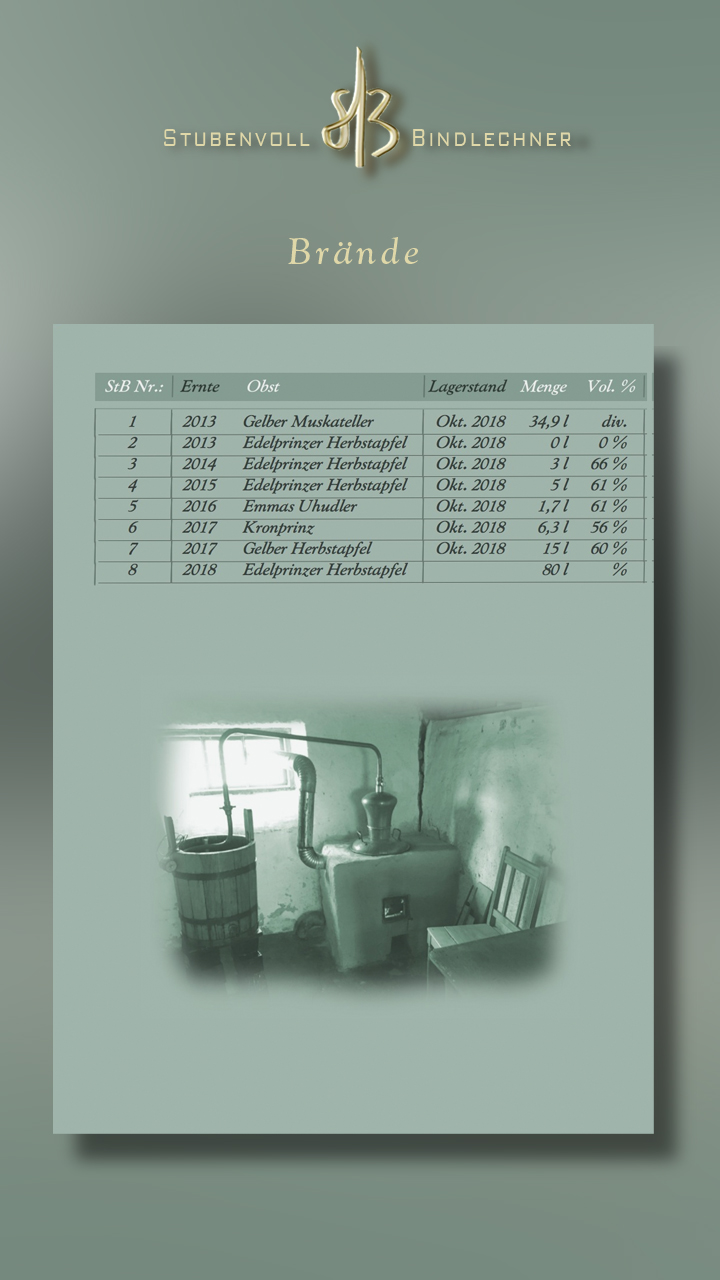 Stubenvoll StB Bindlechner
Brände
StB Nr.: Ernte Obst Lagerstand Menge Vol. %
1 2013 Gelber Muskateller Okt. 2018 34,9 l div.
2 2013 Edelprinzer Herbstapfel Okt. 2018 0 l 0 %
3 2014 Edelprinzer Herbstapfel Okt. 2018 3 l 66 %
4 2015 Edelprinzer Herbstapfel Okt. 2018 5 l 61 %
5 2016 Emmas Uhudler Okt. 2018 1,7 l 61 %
6 2017 Kronprinz Okt. 2018 6,3 l 56 %
7 2017 Gelber Herbstapfel Okt. 2018 15 l 60 %
8 2018 Edelprinzer Herbstapfel 80 l %